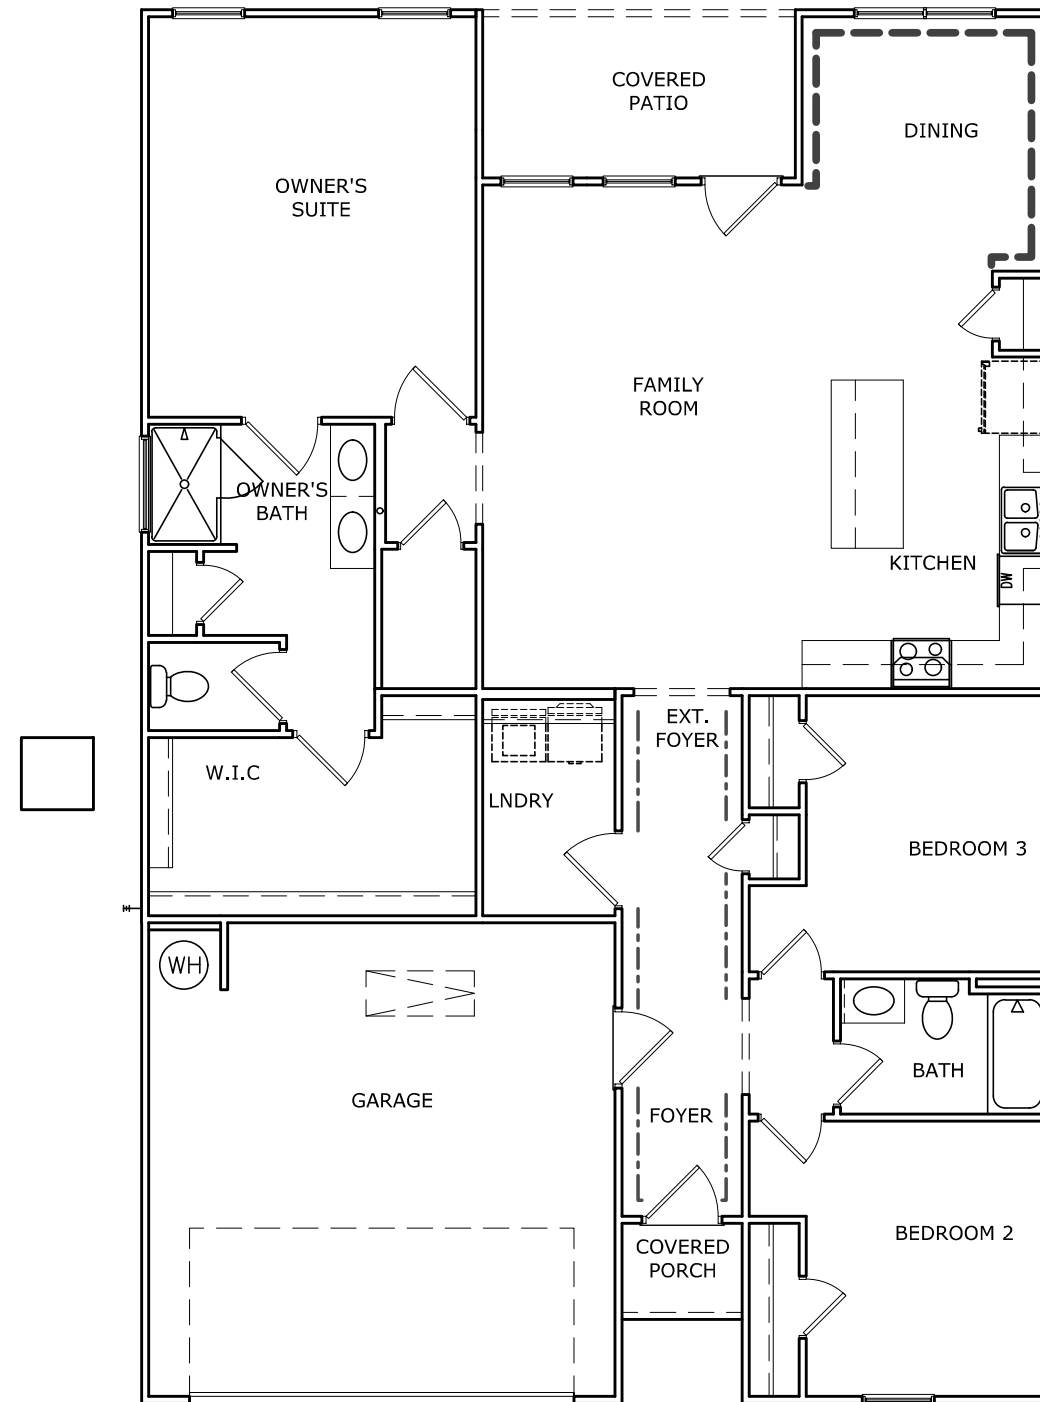 COVERED
PATIO
DINING
OWNER'S
SUITE
FAMILY
ROOM
OWNER'S
BATH
KITCHEN
DW
EXT.
FOYER
W.I.C
LNDRY
BEDROOM 3
WH
BATH
GARAGE
FOYER
BEDROOM 2
COVERED
PORCH